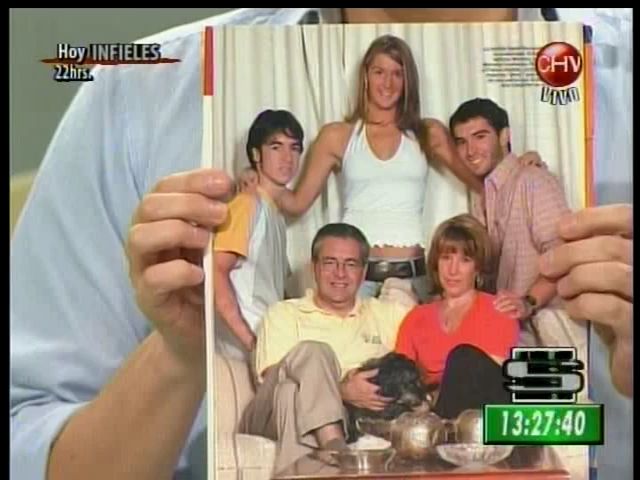 Hoy INFIELES
22hrs.
CHV
VIVO
13:27:40